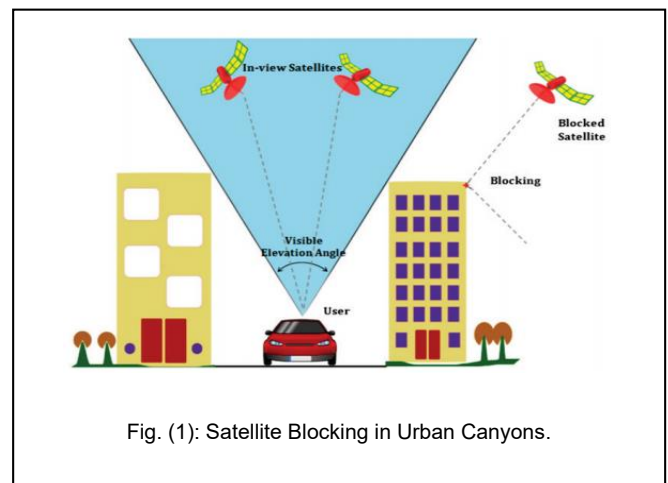 In-view Satellites
Blocked
Satellite
Blocking
Visible
Elevation Angle
User
Fig. (1): Satellite Blocking in Urban Canyons.